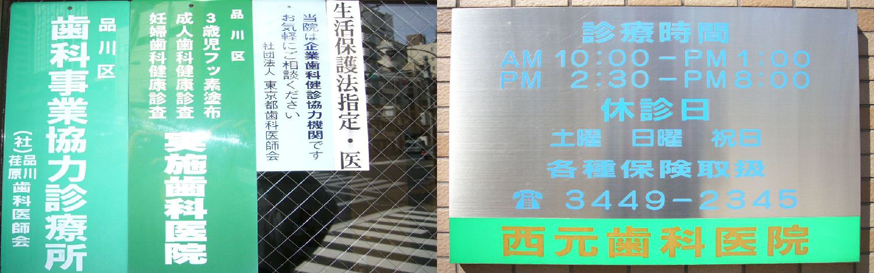 品川区
歯科事業協力診療所
(社)品川荏原歯科医師会
品川区
3歳児フッ素塗布
成人歯科健康診査
妊婦歯科健康診査
実施歯科医院
当院は企業歯科健診協力機関です
お気軽にご相談ください
社団法人 東京都歯科医師会
生活保護法指定・医
診療時間
AM 10:00-PM1:00
PM 2:30-PM8:00
休診日
土曜 日曜 祝日
各種保険取扱
☎ 3449-2345
西元歯科医院